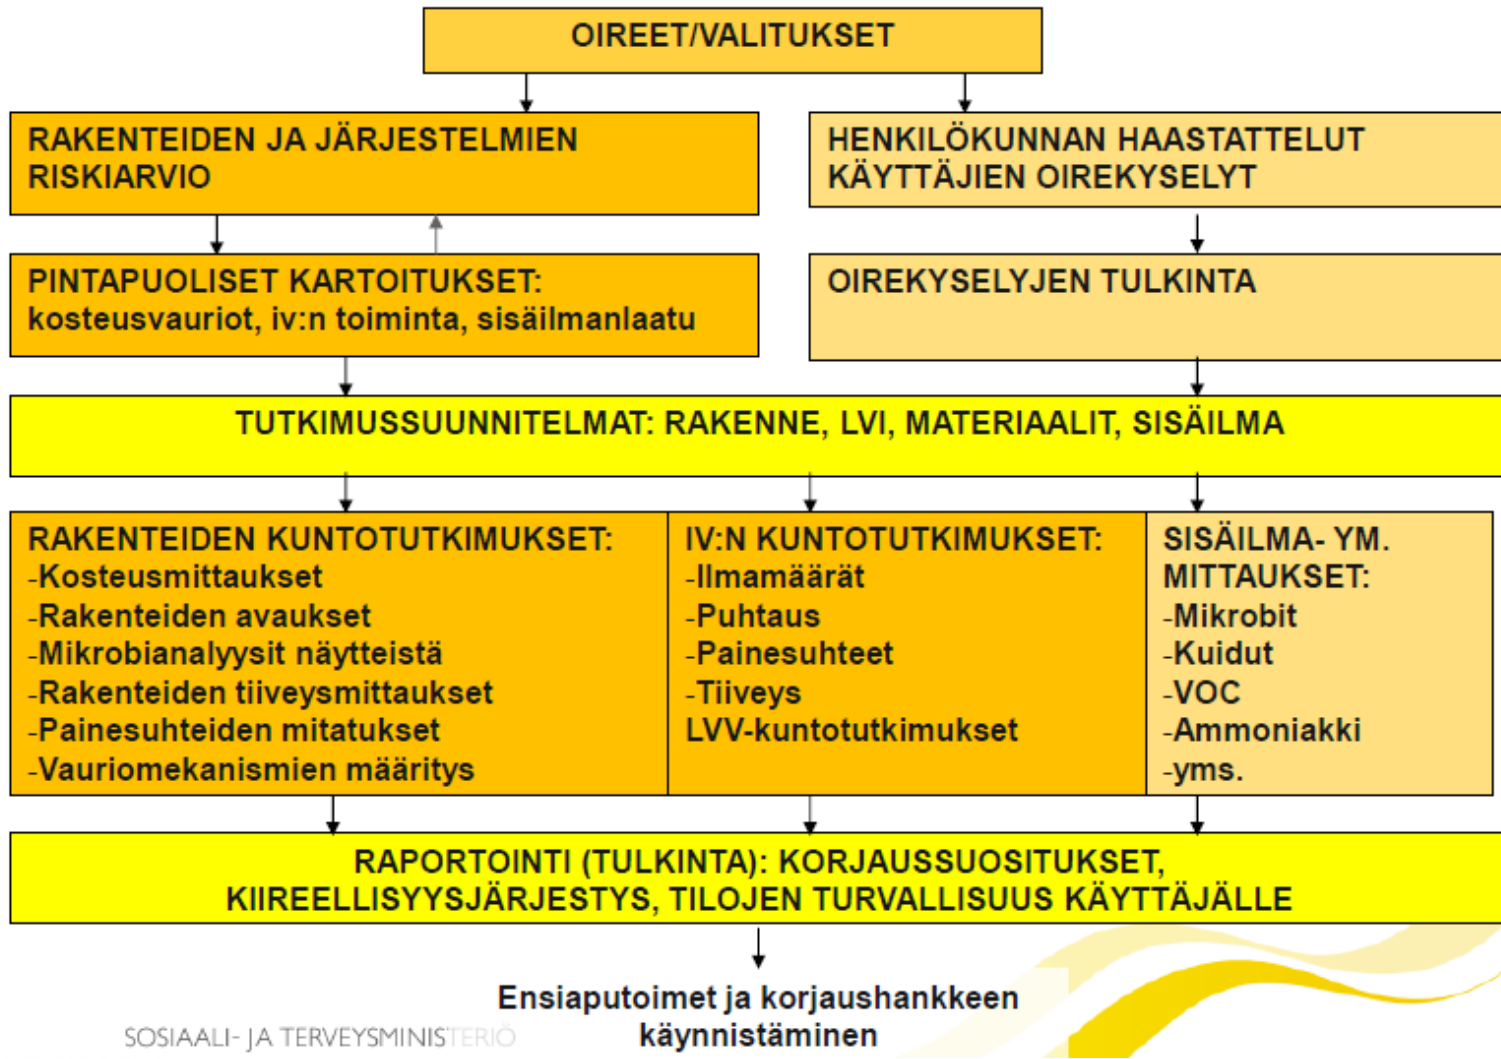 OIREET/VALITUKSET
RAKENTEIDEN JA JÄRJESTELMIEN
RISKIARVIO
HENKILÖKUNNAN HAASTATTELUT
KÄYTTÄJIEN OIREKYSELYT
PINTAPUOLISET KARTOITUKSET:
kosteusvauriot, iv:n toiminta, sisäilmanlaatu
OIREKYSELYJEN TULKINTA
TUTKIMUSSUUNNITELMAT: RAKENNE, LVI, MATERIAALIT, SISÄILMA
RAKENTEIDEN KUNTOTUTKIMUKSET:
-Kosteusmittaukset
-Rakenteiden avaukset
-Mikrobianalyysit näytteistä
-Rakenteiden tiiveysmittaukset
-Painesuhteiden mitatukset
-Vauriomekanismien määritys
IV:N KUNTOTUTKIMUKSET:
-Ilmamäärät
-Puhtaus
-Painesuhteet
-Tiiveys
LVV-kuntotutkimukset
SISÄILMA- YM.
MITTAUKSET:
-Mikrobit
-Kuidut
-VOC
-Ammoniakki
-yms.
RAPORTOINTI (TULKINTA): KORJAUSSUOSITUKSET,
KIIREELLISYYSJÄRJESTYS, TILOJEN TURVALLISUUS KÄYTTÄJÄLLE
Ensiaputoimet ja korjaushankkeen
käynnistäminen
SOSIAALI- JA TERVEYSMINISTERIÖ